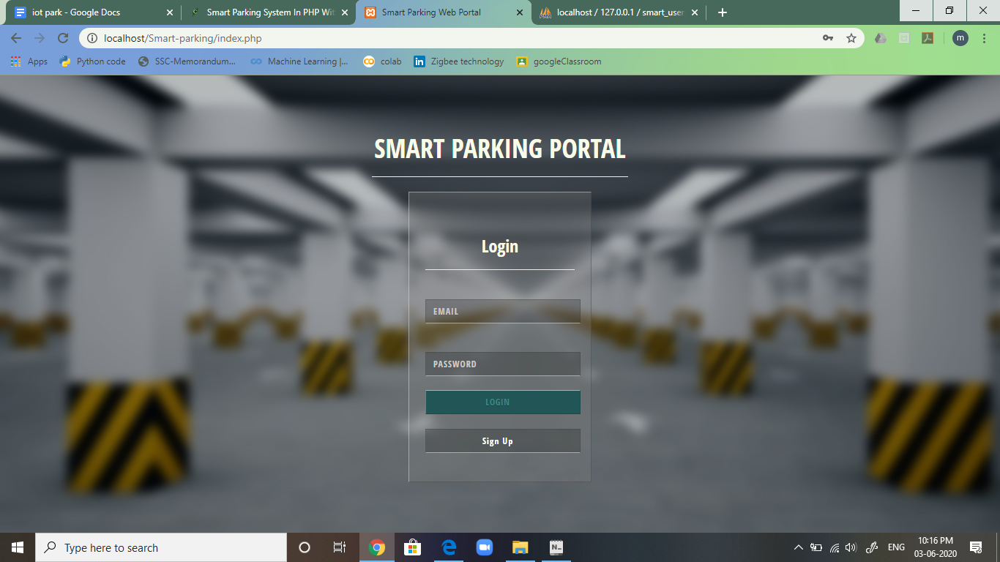 iot park - Google Docs
Smart Parking System In PHP Wit
Smart Parking Web Portal
localhost / 127.0.0.1 / smart_user
localhost/Smart-parking/index.php
m
Apps
Python code
SSC-Memorandum...
Machine Learning |...
colab
Zigbee technology
googleClassroom
SMART PARKING PORTAL
Login
EMAIL
PASSWORD
LOGIN
Sign Up
Type here to search
ENG
10:16 PM
03-06-2020